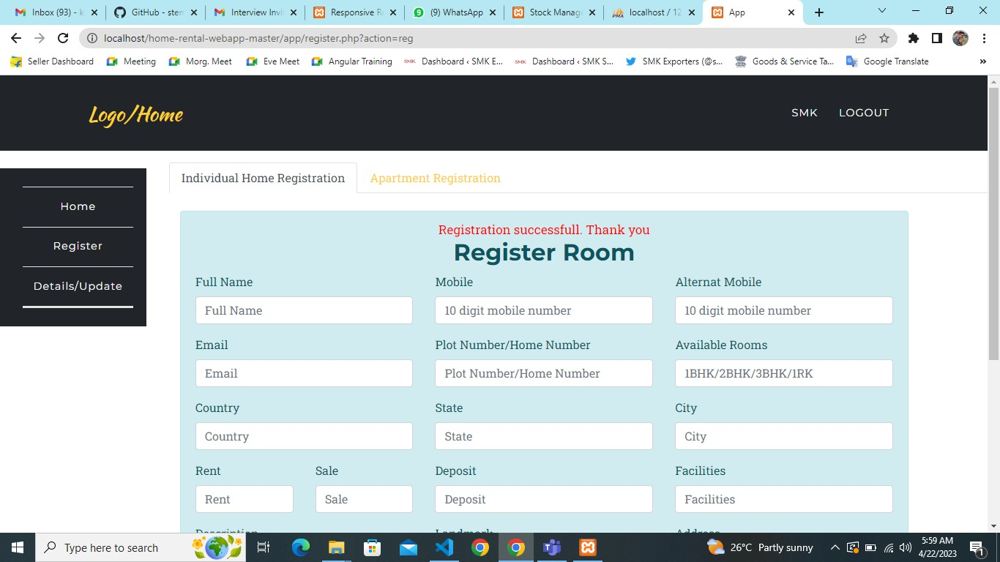 Inbox (93) - k
GitHub - sten
Interview Invi
Responsive R
(9) WhatsApp
Stock Manag
localhost / 12
App
localhost/home-rental-webapp-master/app/register.php?action=reg
Seller Dashboard
Meeting
Morg. Meet
Eve Meet
Angular Training
SMK Dashboard ‹ SMK E...
SMK Dashboard ‹ SMK S...
SMK Exporters (@s...
Goods & Service Ta...
Google Translate
»
Logo/Home
SMK
LOGOUT
Home
Register
Details/Update
Individual Home Registration
Apartment Registration
Registration successfull. Thank you
Register Room
Full Name
Mobile
Alternat Mobile
Full Name
10 digit mobile number
10 digit mobile number
Email
Plot Number/Home Number
Available Rooms
Email
Plot Number/Home Number
1BHK/2BHK/3BHK/1RK
Country
State
City
Country
State
City
Rent
Sale
Deposit
Facilities
Rent
Sale
Deposit
Facilities
Description
Landmark
Address
Type here to search
26°C Partly sunny
5:59 AM
4/22/2023
1